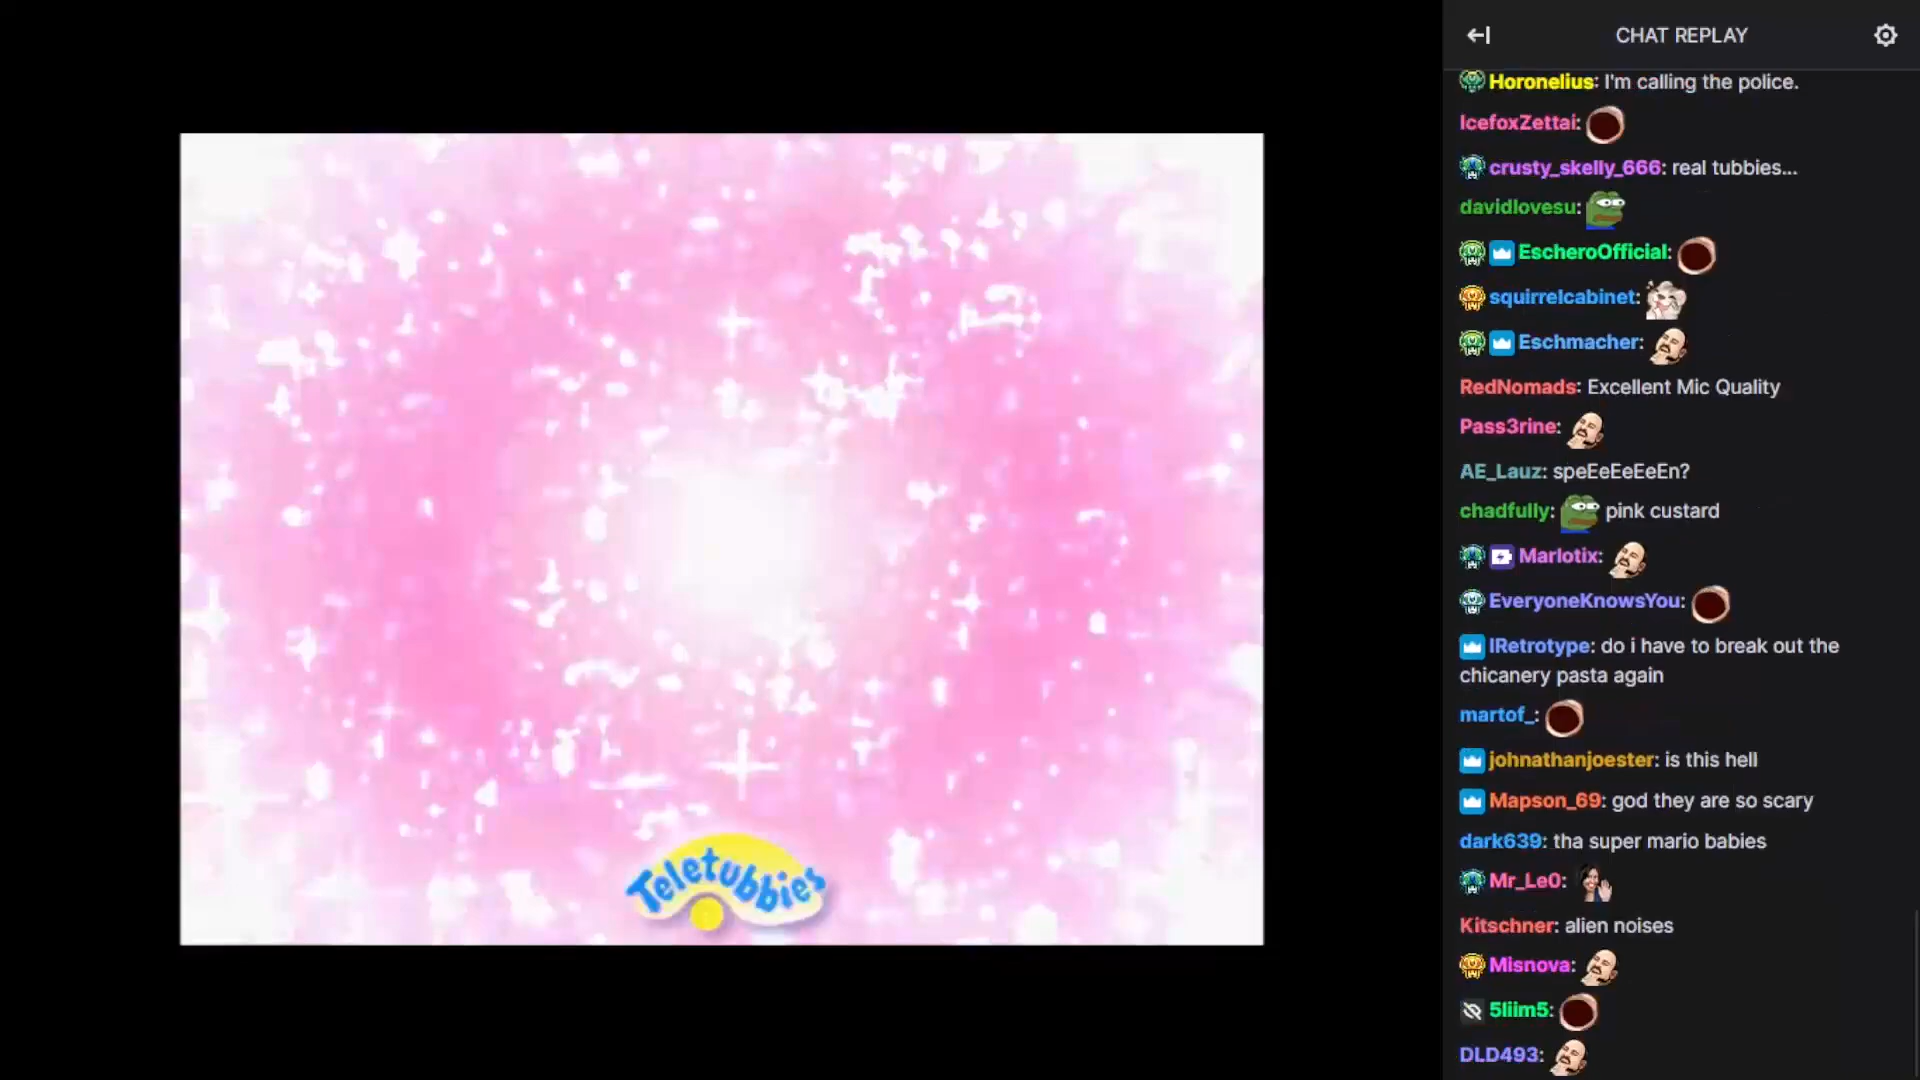 CHAT REPLAY
Horonelius: I'm calling the police.
IcefoxZettai:
crusty_skelly_666: real tubbies...
davidlovesu:
EscheroOfficial:
squirrelcabinet:
Eschmacher:
RedNomads: Excellent Mic Quality
Pass3rine:
AE_Lauz: speEeEeEeEn?
chadfully: pink custard
Marlotix:
EveryoneKnowsYou:
IRetrotype: do i have to break out the
chicanery pasta again
martof_:
johnathanjoester: is this hell
Mapson_69: god they are so scary
dark639: tha super mario babies
Mr_Le0:
Teletubbies
Kitschner: alien noises
Misnova:
5liim5:
DLD493: